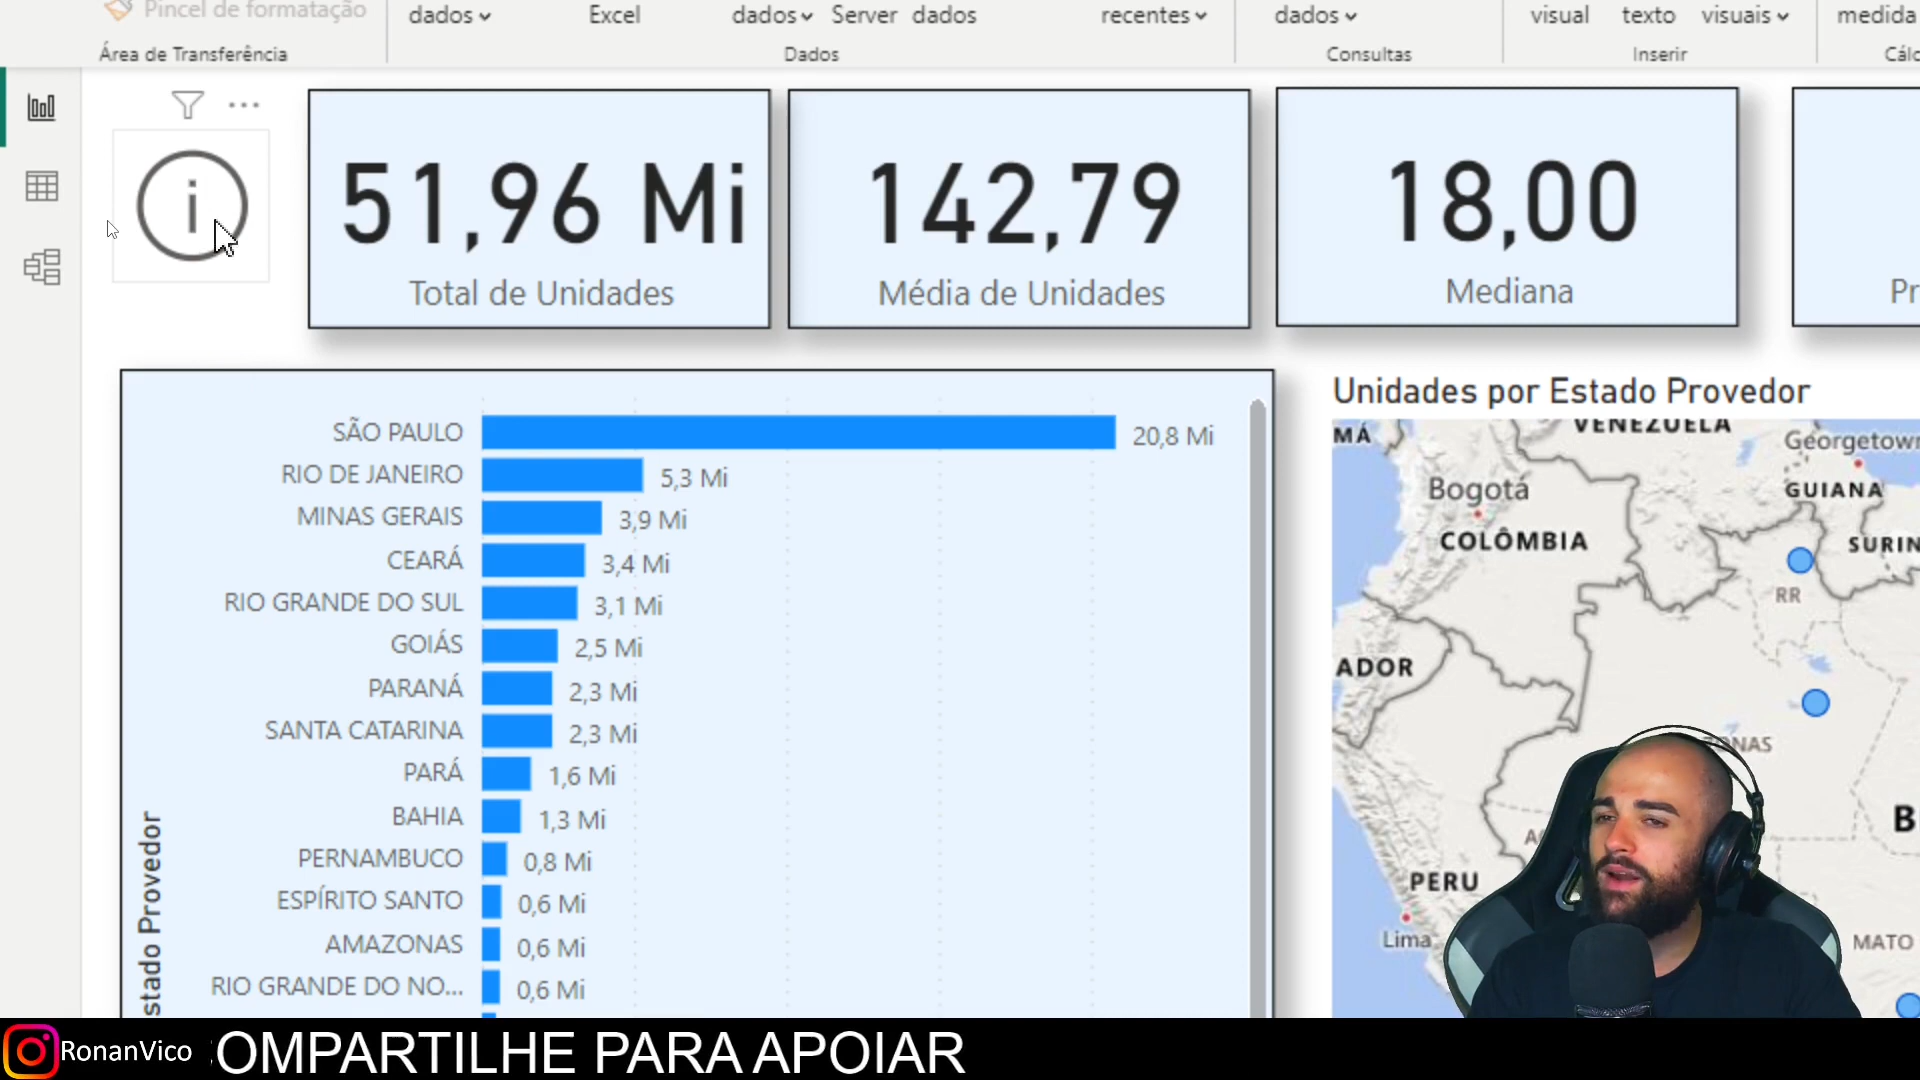 Pincel de formatação
Área de Transferência
dados
Excel
dados
Server
dados
recentes
Dados
dados
Consultas
visual
texto
visuais
Inserir
medida
51,96 Mi
Total de Unidades
142,79
Média de Unidades
18,00
Mediana
Pr
SÃO PAULO 20,8 Mi
RIO DE JANEIRO 5,3 Mi
MINAS GERAIS 3,9 Mi
CEARÁ 3,4 Mi
RIO GRANDE DO SUL 3,1 Mi
GOIÁS 2,5 Mi
PARANÁ 2,3 Mi
SANTA CATARINA 2,3 Mi
PARÁ 1,6 Mi
BAHIA 1,3 Mi
PERNAMBUCO 0,8 Mi
ESPÍRITO SANTO 0,6 Mi
AMAZONAS 0,6 Mi
RIO GRANDE DO NO... 0,6 Mi
stado Provedor
Unidades por Estado Provedor
MÁ
VENEZUELA
Georgetown
Bogotá
GUIANA
COLÔMBIA
SURIN
RR
ADOR
ZONAS
B
PERU
Lima
MATO
RonanVico
OMPARTILHE PARA APOIAR